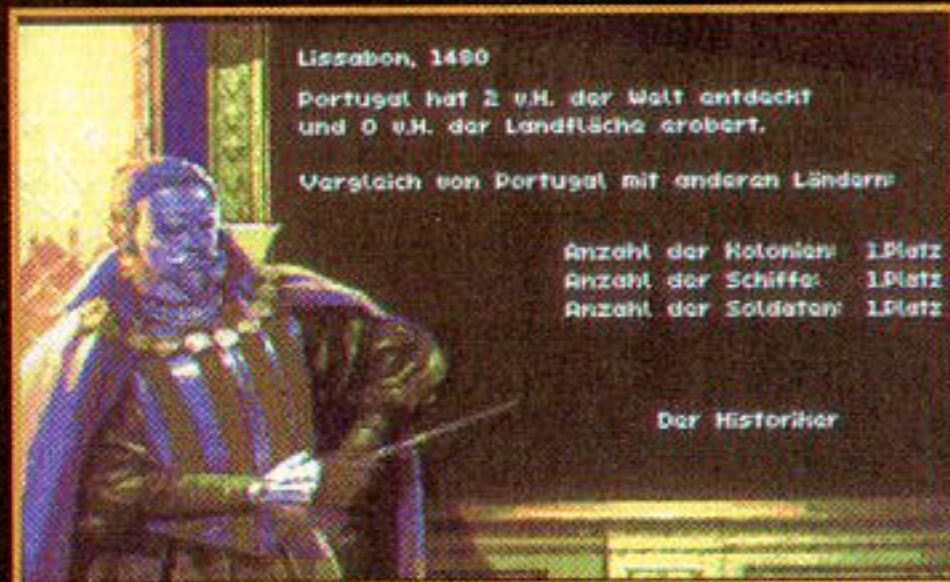 Lissabon, 1480
Portugal hat 2 v.H. der Welt entdeckt
und 0 v.H. der Landfläche erobert.
Vergleich von Portugal mit anderen Ländern:
Anzahl der Kolonien: 1.Platz
Anzahl der Schiffe: 1.Platz
Anzahl der Soldaten: 1.Platz
Der Historiker